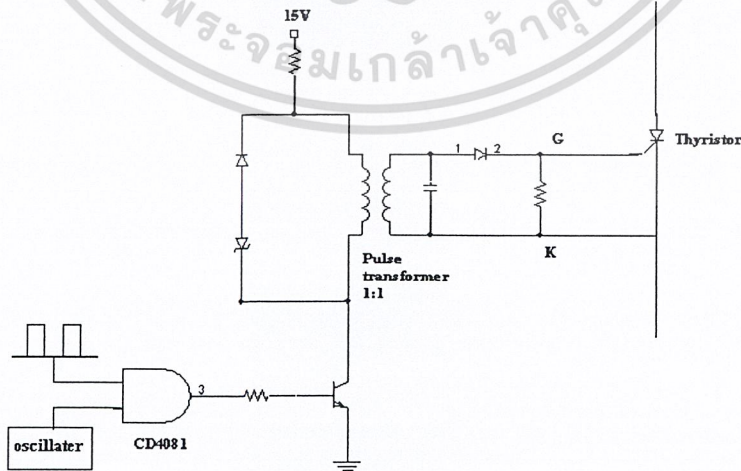 พระจอมเกล้าเจ้าคุณ
15V
1 2 G
Thyristor
K
Pulse
transformer
1:1
3
oscillater
CD4081